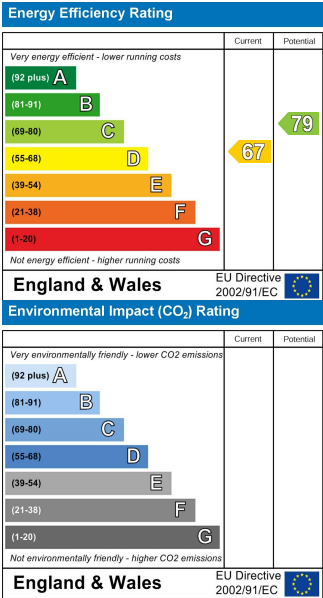 Energy Efficiency Rating
Current Potential
Very energy efficient - lower running costs
(92 plus) A
(81-91) B
(69-80) C
(55-68) D
(39-54) E
(21-38) F
(1-20) G
67
79
Not energy efficient - higher running costs
England & Wales
EU Directive
2002/91/EC
Environmental Impact (CO₂) Rating
Current Potential
Very environmentally friendly - lower CO2 emissions
(92 plus) A
(81-91) B
(69-80) C
(55-68) D
(39-54) E
(21-38) F
(1-20) G
Not environmentally friendly - higher CO2 emissions
England & Wales
EU Directive
2002/91/EC